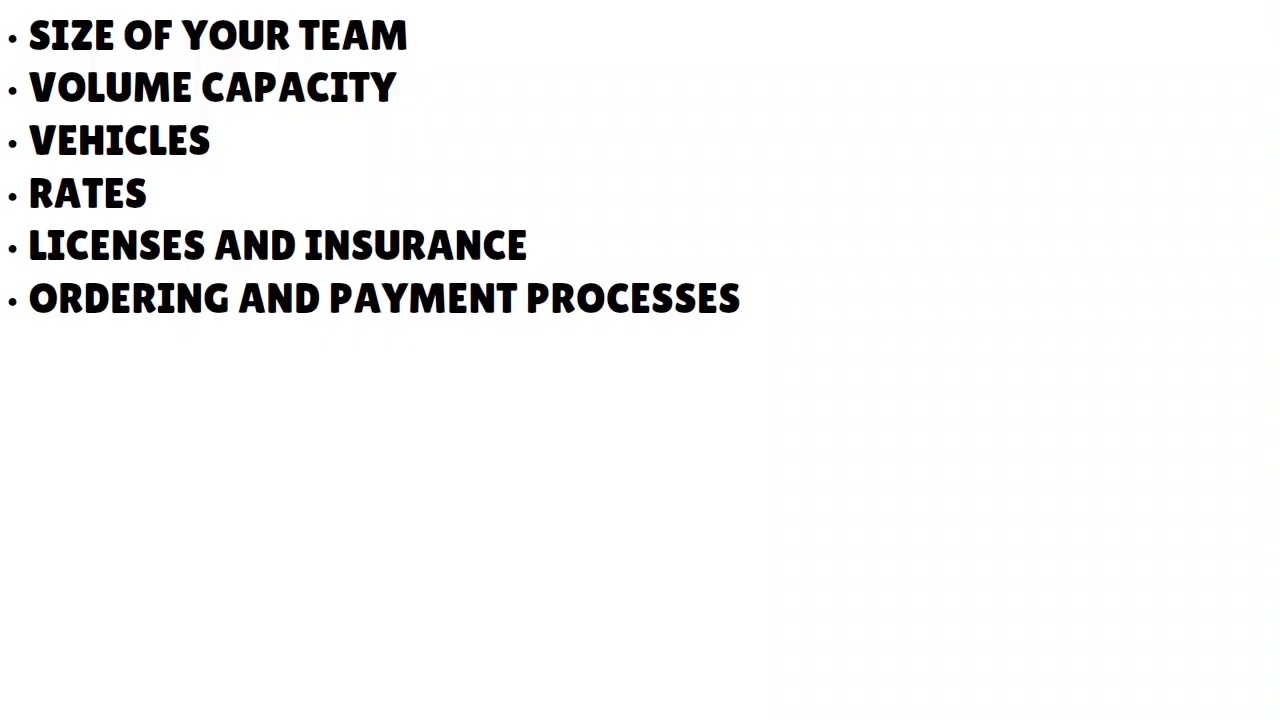 • SIZE OF YOUR TEAM
• VOLUME CAPACITY
• VEHICLES
• RATES
• LICENSES AND INSURANCE
• ORDERING AND PAYMENT PROCESSES